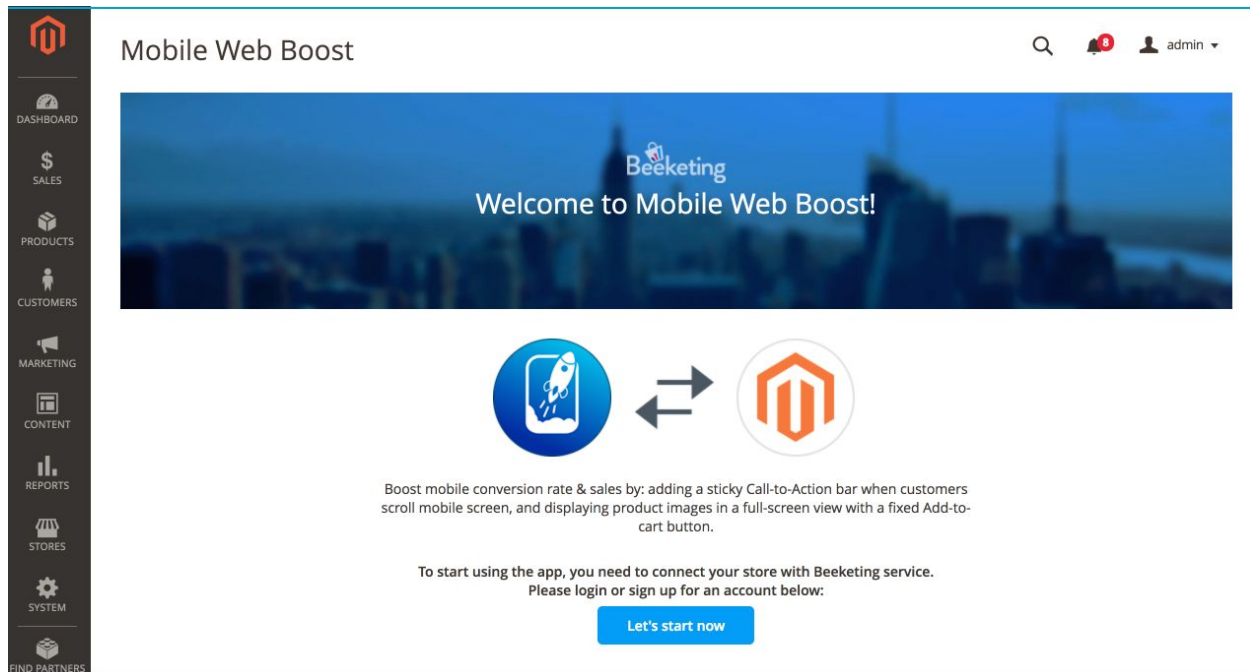 Mobile Web Boost
8
admin
DASHBOARD
SALES
PRODUCTS
CUSTOMERS
MARKETING
CONTENT
REPORTS
STORES
SYSTEM
FIND PARTNERS
Beeketing
Welcome to Mobile Web Boost!
Boost mobile conversion rate & sales by: adding a sticky Call-to-Action bar when customers
scroll mobile screen, and displaying product images in a full-screen view with a fixed Add-to-
cart button.
To start using the app, you need to connect your store with Beeketing service.
Please login or sign up for an account below:
Let's start now